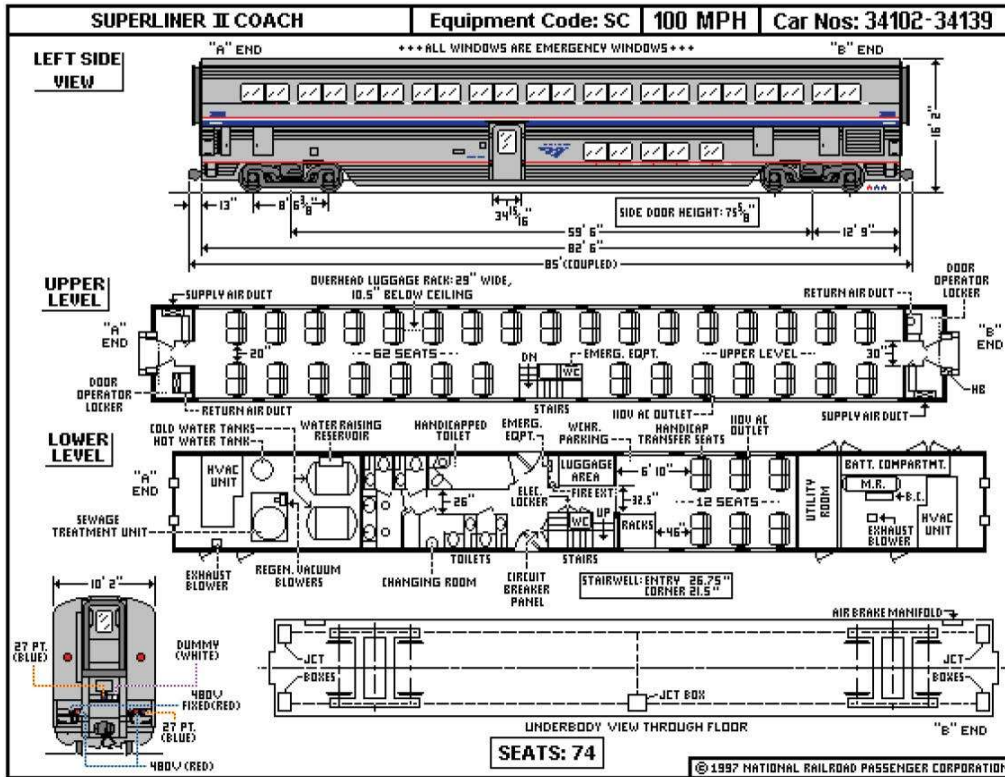 SUPERLINER II COACH
Equipment Code: SC
100 MPH
Car Nos: 34102-34139
LEFT SIDE
VIEW
"A" END
+++ALL WINDOWS ARE EMERGENCY WINDOWS+++
"B" END
16' 2"
13"
8' 6 3/8"
34 15/16"
SIDE DOOR HEIGHT: 75 5/8"
59' 6"
12' 9"
82' 6"
85' (COUPLED)
UPPER
LEVEL
SUPPLY AIR DUCT
OVERHEAD LUGGAGE RACK: 29" WIDE,
10.5" BELOW CEILING
RETURN AIR DUCT
DOOR
OPERATOR
LOCKER
"A"
END
20"
62 SEATS
DN
WC
EMERG. EQPT.
UPPER LEVEL
30"
"B"
END
DOOR
OPERATOR
LOCKER
RETURN AIR DUCT
STAIRS
110V AC OUTLET
SUPPLY AIR DUCT
HB
LOWER
LEVEL
COLD WATER TANKS
HOT WATER TANK
WATER RAISING
RESERVOIR
HANDICAPPED
TOILET
EMERG.
EQPT.
WCHR.
PARKING
HANDICAP
TRANSFER SEATS
110V AC
OUTLET
"A"
END
HVAC
UNIT
LUGGAGE
AREA
6' 10"
BATT. COMPARTMT.
M.R.
B.C.
26"
ELEC.
LOCKER
FIRE EXT.
32.5"
12 SEATS
UTILITY
ROOM
SEWAGE
TREATMENT UNIT
WC
UP
RACKS
46"
EXHAUST
BLOWER
HVAC
UNIT
EXHAUST
BLOWER
REGEN. VACUUM
BLOWERS
CHANGING ROOM
TOILETS
CIRCUIT
BREAKER
PANEL
STAIRS
STAIRWELL: ENTRY 26.75"
CORNER 21.5"
10' 2"
27 PT.
(BLUE)
DUMMY
(WHITE)
480V
FIXED (RED)
27 PT.
(BLUE)
480V (RED)
AIR BRAKE MANIFOLD
JCT
BOXES
JCT BOX
JCT
BOXES
UNDERBODY VIEW THROUGH FLOOR
"B" END
SEATS: 74
© 1997 NATIONAL RAILROAD PASSENGER CORPORATION